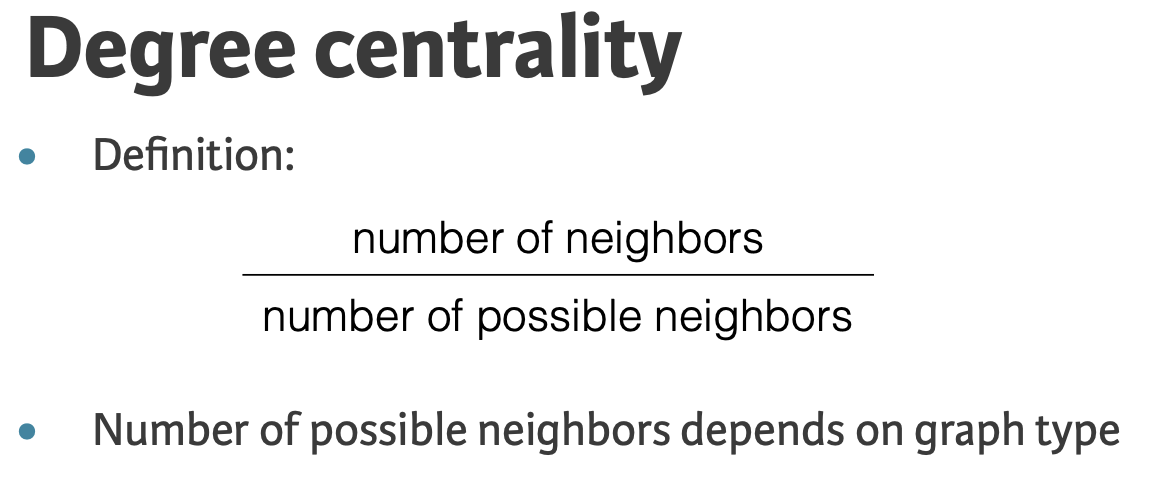 Degree centrality
• Definition:
number of neighbors
number of possible neighbors
• Number of possible neighbors depends on graph type